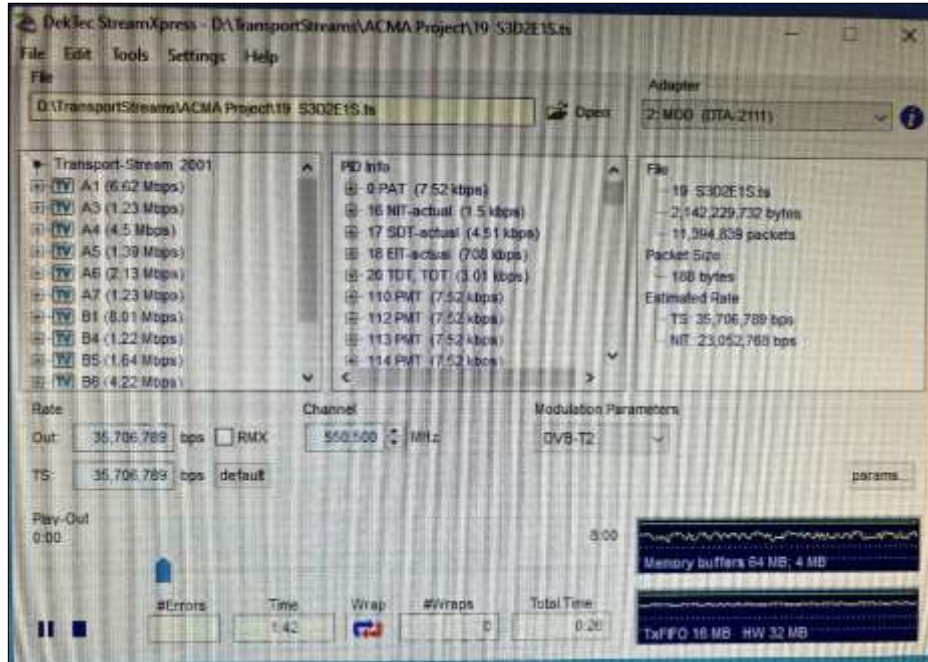 DekTec StreamXpress - D:\TransportStreams\ACMA Project\19 S3D2E1S.ts
File Edit Tools Settings Help
File
D:\TransportStreams\ACMA Project\19 S3D2E1S.ts
Open
Adapter
2: MOD (DTA-2111)
Transport-Stream 2001
TV A1 (6.62 Mbps)
TV A3 (1.23 Mbps)
TV A4 (4.5 Mbps)
TV A5 (1.39 Mbps)
TV A6 (2.13 Mbps)
TV A7 (1.23 Mbps)
TV B1 (8.01 Mbps)
TV B4 (1.22 Mbps)
TV B5 (1.64 Mbps)
TV B6 (4.22 Mbps)
PID Info
0 PAT (7.52 kbps)
16 NIT-actual (1.5 kbps)
17 SDT-actual (4.51 kbps)
18 EIT-actual (708 kbps)
20 TDT, TOT (3.01 kbps)
110 PMT (7.52 kbps)
112 PMT (7.52 kbps)
113 PMT (7.52 kbps)
114 PMT (7.52 kbps)
File
19 S3D2E1S.ts
2,142,229,732 bytes
11,394,839 packets
Packet Size
188 bytes
Estimated Rate
TS: 35,706,789 bps
NIT: 23,052,768 bps
Rate
Out: 35,706,789 bps RMX
TS: 35,706,789 bps default
Channel
550,500 MHz
Modulation Parameters
DVB-T2
params...
Play-Out
0:00
8:00
Memory buffers 64 MB; 4 MB
#Errors Time Wrap #Wraps Total Time
1:42 0 0:26
TxFIFO 16 MB HW 32 MB